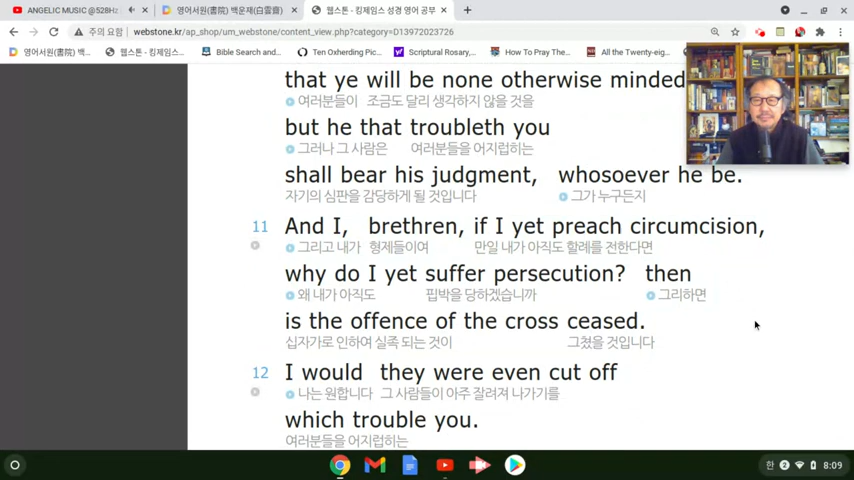 ANGELIC MUSIC @528Hz
영어서원(書院) 백운재(白雲齋)
웹스톤 - 킹제임스 성경 영어 공부
주의 요함
webstone.kr/ap_shop/um_webstone/content_view.php?category=D13972023726
영어서원(書院) 백...
웹스톤 - 킹제임스...
Bible Search and...
Ten Oxherding Pic...
Scriptural Rosary,...
How To Pray The...
All the Twenty-eig...
that ye will be none otherwise minded
여러분들이 조금도 달리 생각하지 않을 것을
but he that troubleth you
그러나 그 사람은 여러분들을 어지럽히는
shall bear his judgment, whosoever he be.
자기의 심판을 감당하게 될 것입니다 그가 누구든지
11 And I, brethren, if I yet preach circumcision,
그리고 내가 형제들이여 만일 내가 아직도 할례를 전한다면
why do I yet suffer persecution? then
왜 내가 아직도 핍박을 당하겠습니까 그리하면
is the offence of the cross ceased.
십자가로 인하여 실족 되는 것이 그쳤을 것입니다
12 I would they were even cut off
나는 원합니다 그 사람들이 아주 잘려져 나가기를
which trouble you.
여러분들을 어지럽히는
한 2 8:09